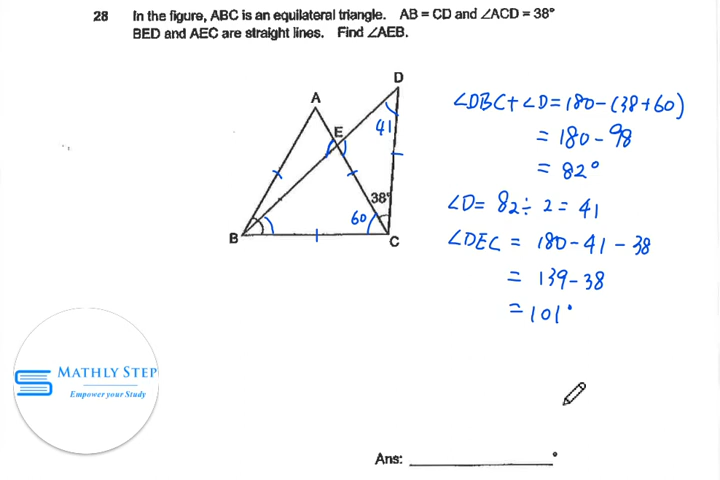 28 In the figure, ABC is an equilateral triangle. AB = CD and ∠ACD = 38°
BED and AEC are straight lines. Find ∠AEB.
D
A
E
41
38°
60
B
C
∠DBC + ∠D = 180 - (38 + 60)
= 180 - 98
= 82°
∠D = 82 ÷ 2 = 41
∠DEC = 180 - 41 - 38
= 139 - 38
= 101°
MATHLY STEP
Empower your Study
Ans: ____________ °